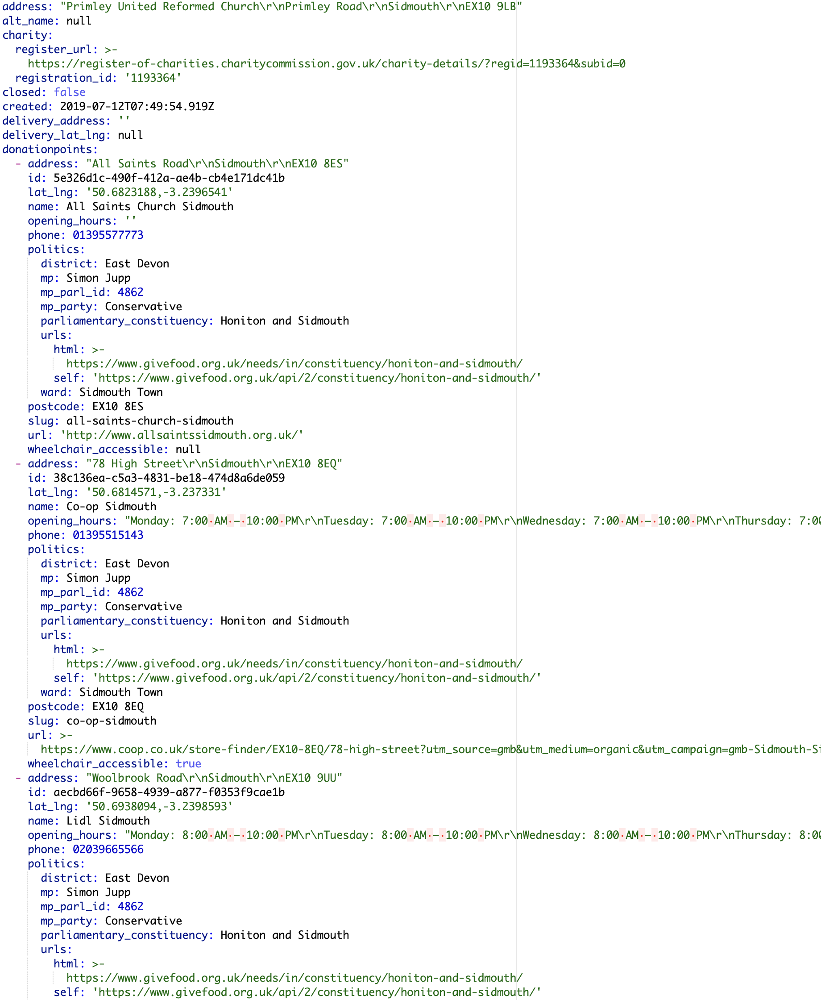 address: "Primley United Reformed Church\r\nPrimley Road\r\nSidmouth\r\nEX10 9LB"
alt_name: null
charity:
  register_url: >-
    https://register-of-charities.charitycommission.gov.uk/charity-details/?regid=1193364&subid=0
  registration_id: '1193364'
closed: false
created: 2019-07-12T07:49:54.919Z
delivery_address: ''
delivery_lat_lng: null
donationpoints:
  - address: "All Saints Road\r\nSidmouth\r\nEX10 8ES"
    id: 5e326d1c-490f-412a-ae4b-cb4e171dc41b
    lat_lng: '50.6823188,-3.2396541'
    name: All Saints Church Sidmouth
    opening_hours: ''
    phone: 01395577773
    politics:
      district: East Devon
      mp: Simon Jupp
      mp_parl_id: 4862
      mp_party: Conservative
      parliamentary_constituency: Honiton and Sidmouth
      urls:
        html: >-
          https://www.givefood.org.uk/needs/in/constituency/honiton-and-sidmouth/
        self: 'https://www.givefood.org.uk/api/2/constituency/honiton-and-sidmouth/'
      ward: Sidmouth Town
    postcode: EX10 8ES
    slug: all-saints-church-sidmouth
    url: 'http://www.allsaintssidmouth.org.uk/'
    wheelchair_accessible: null
  - address: "78 High Street\r\nSidmouth\r\nEX10 8EQ"
    id: 38c136ea-c5a3-4831-be18-474d8a6de059
    lat_lng: '50.6814571,-3.237331'
    name: Co-op Sidmouth
    opening_hours: "Monday: 7:00·AM·–·10:00·PM\r\nTuesday: 7:00·AM·–·10:00·PM\r\nWednesday: 7:00·AM·–·10:00·PM\r\nThursday: 7:00
    phone: 01395515143
    politics:
      district: East Devon
      mp: Simon Jupp
      mp_parl_id: 4862
      mp_party: Conservative
      parliamentary_constituency: Honiton and Sidmouth
      urls:
        html: >-
          https://www.givefood.org.uk/needs/in/constituency/honiton-and-sidmouth/
        self: 'https://www.givefood.org.uk/api/2/constituency/honiton-and-sidmouth/'
      ward: Sidmouth Town
    postcode: EX10 8EQ
    slug: co-op-sidmouth
    url: >-
      https://www.coop.co.uk/store-finder/EX10-8EQ/78-high-street?utm_source=gmb&utm_medium=organic&utm_campaign=gmb-Sidmouth-Si
    wheelchair_accessible: true
  - address: "Woolbrook Road\r\nSidmouth\r\nEX10 9UU"
    id: aecbd66f-9658-4939-a877-f0353f9cae1b
    lat_lng: '50.6938094,-3.2398593'
    name: Lidl Sidmouth
    opening_hours: "Monday: 8:00·AM·–·10:00·PM\r\nTuesday: 8:00·AM·–·10:00·PM\r\nWednesday: 8:00·AM·–·10:00·PM\r\nThursday: 8:00
    phone: 02039665566
    politics:
      district: East Devon
      mp: Simon Jupp
      mp_parl_id: 4862
      mp_party: Conservative
      parliamentary_constituency: Honiton and Sidmouth
      urls:
        html: >-
          https://www.givefood.org.uk/needs/in/constituency/honiton-and-sidmouth/
        self: 'https://www.givefood.org.uk/api/2/constituency/honiton-and-sidmouth/'